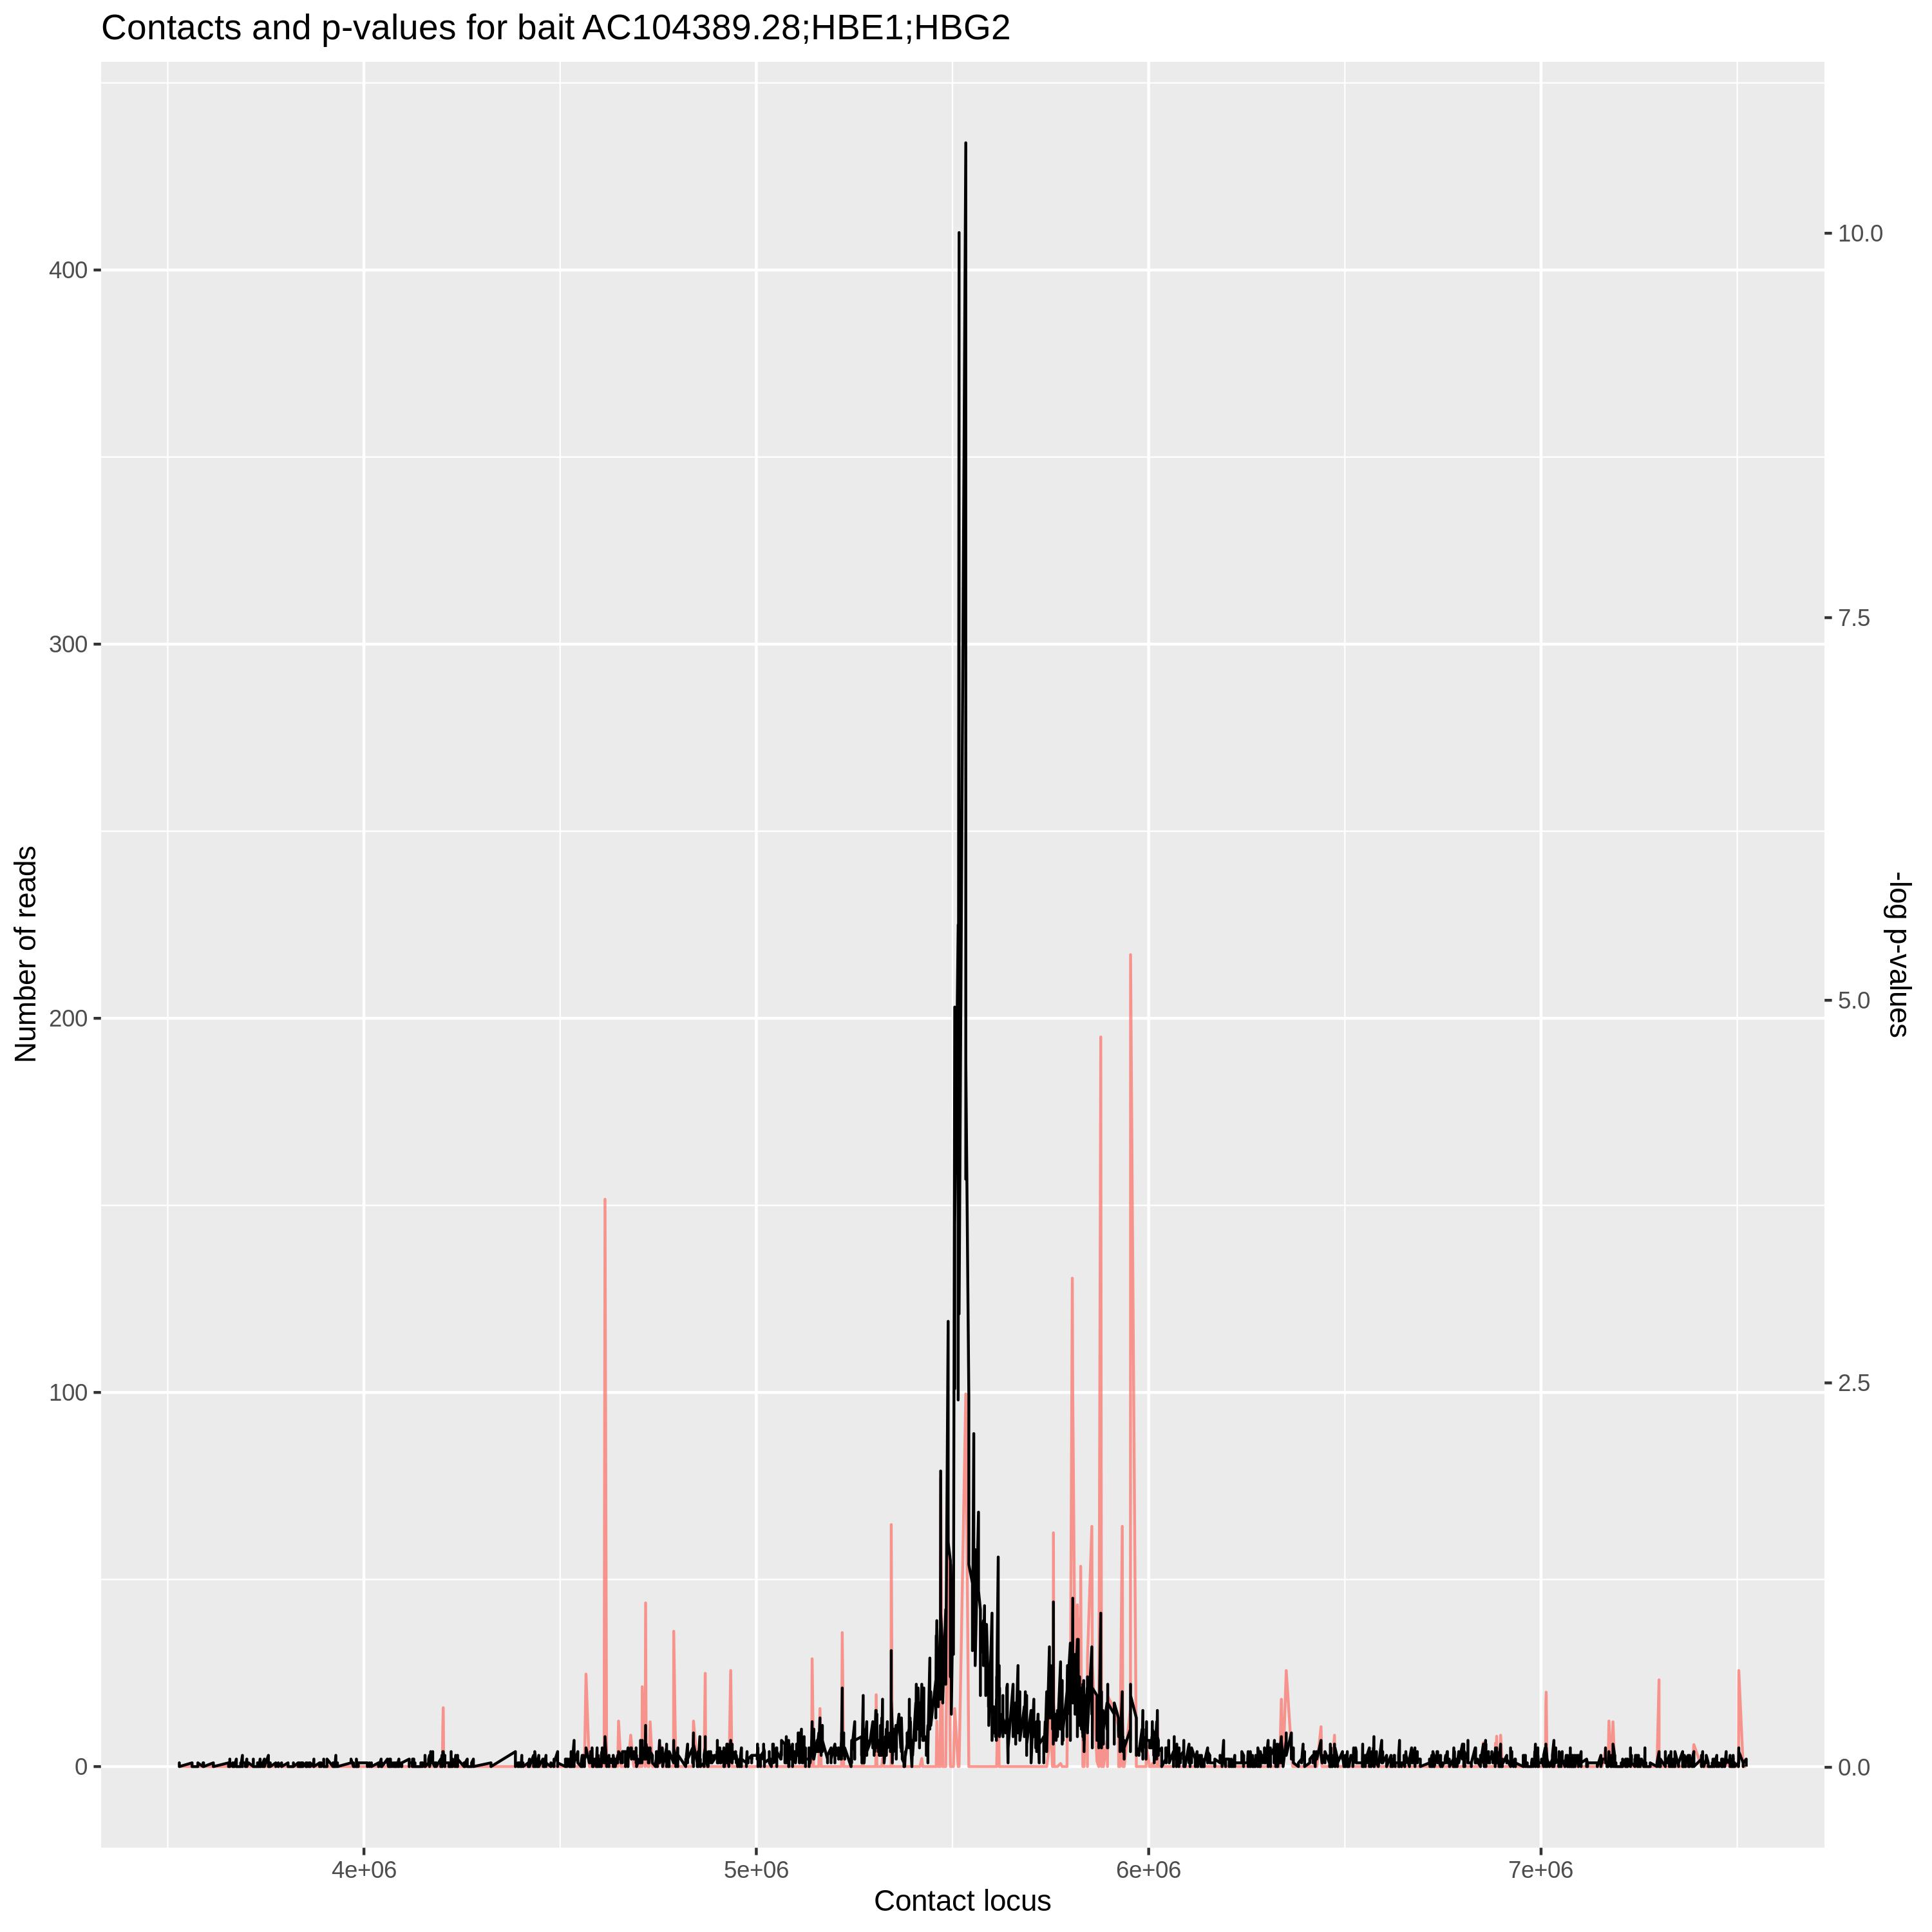 Contacts and p-values for bait AC104389.28;HBE1;HBG2
400
300
200
100
0
Number of reads
10.0
7.5
5.0
2.5
0.0
-log p-values
4e+06
5e+06
6e+06
7e+06
Contact locus